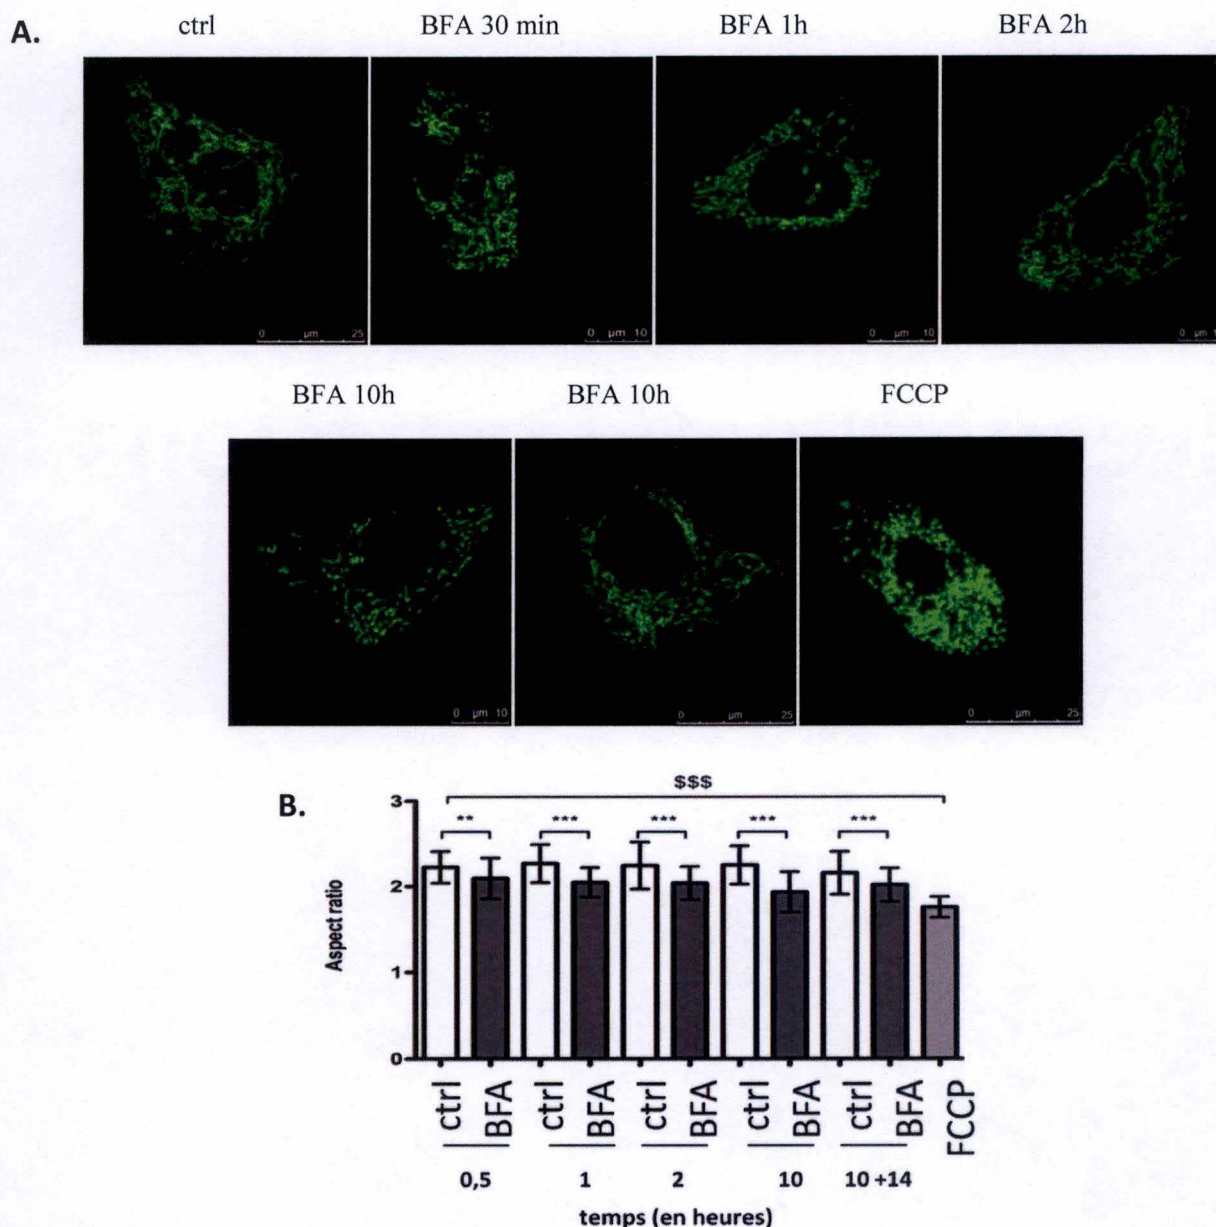 A.
ctrl BFA 30 min BFA 1h BFA 2h
0 µm 25 0 µm 10 0 µm 10 0 µm 1
BFA 10h BFA 10h FCCP
0 µm 10 0 µm 25 0 µm 25
B.
$$$
** *** *** *** ***
3
2
1
0
Aspect ratio
ctrl BFA ctrl BFA ctrl BFA ctrl BFA ctrl BFA FCCP
0,5 1 2 10 10 +14
temps (en heures)